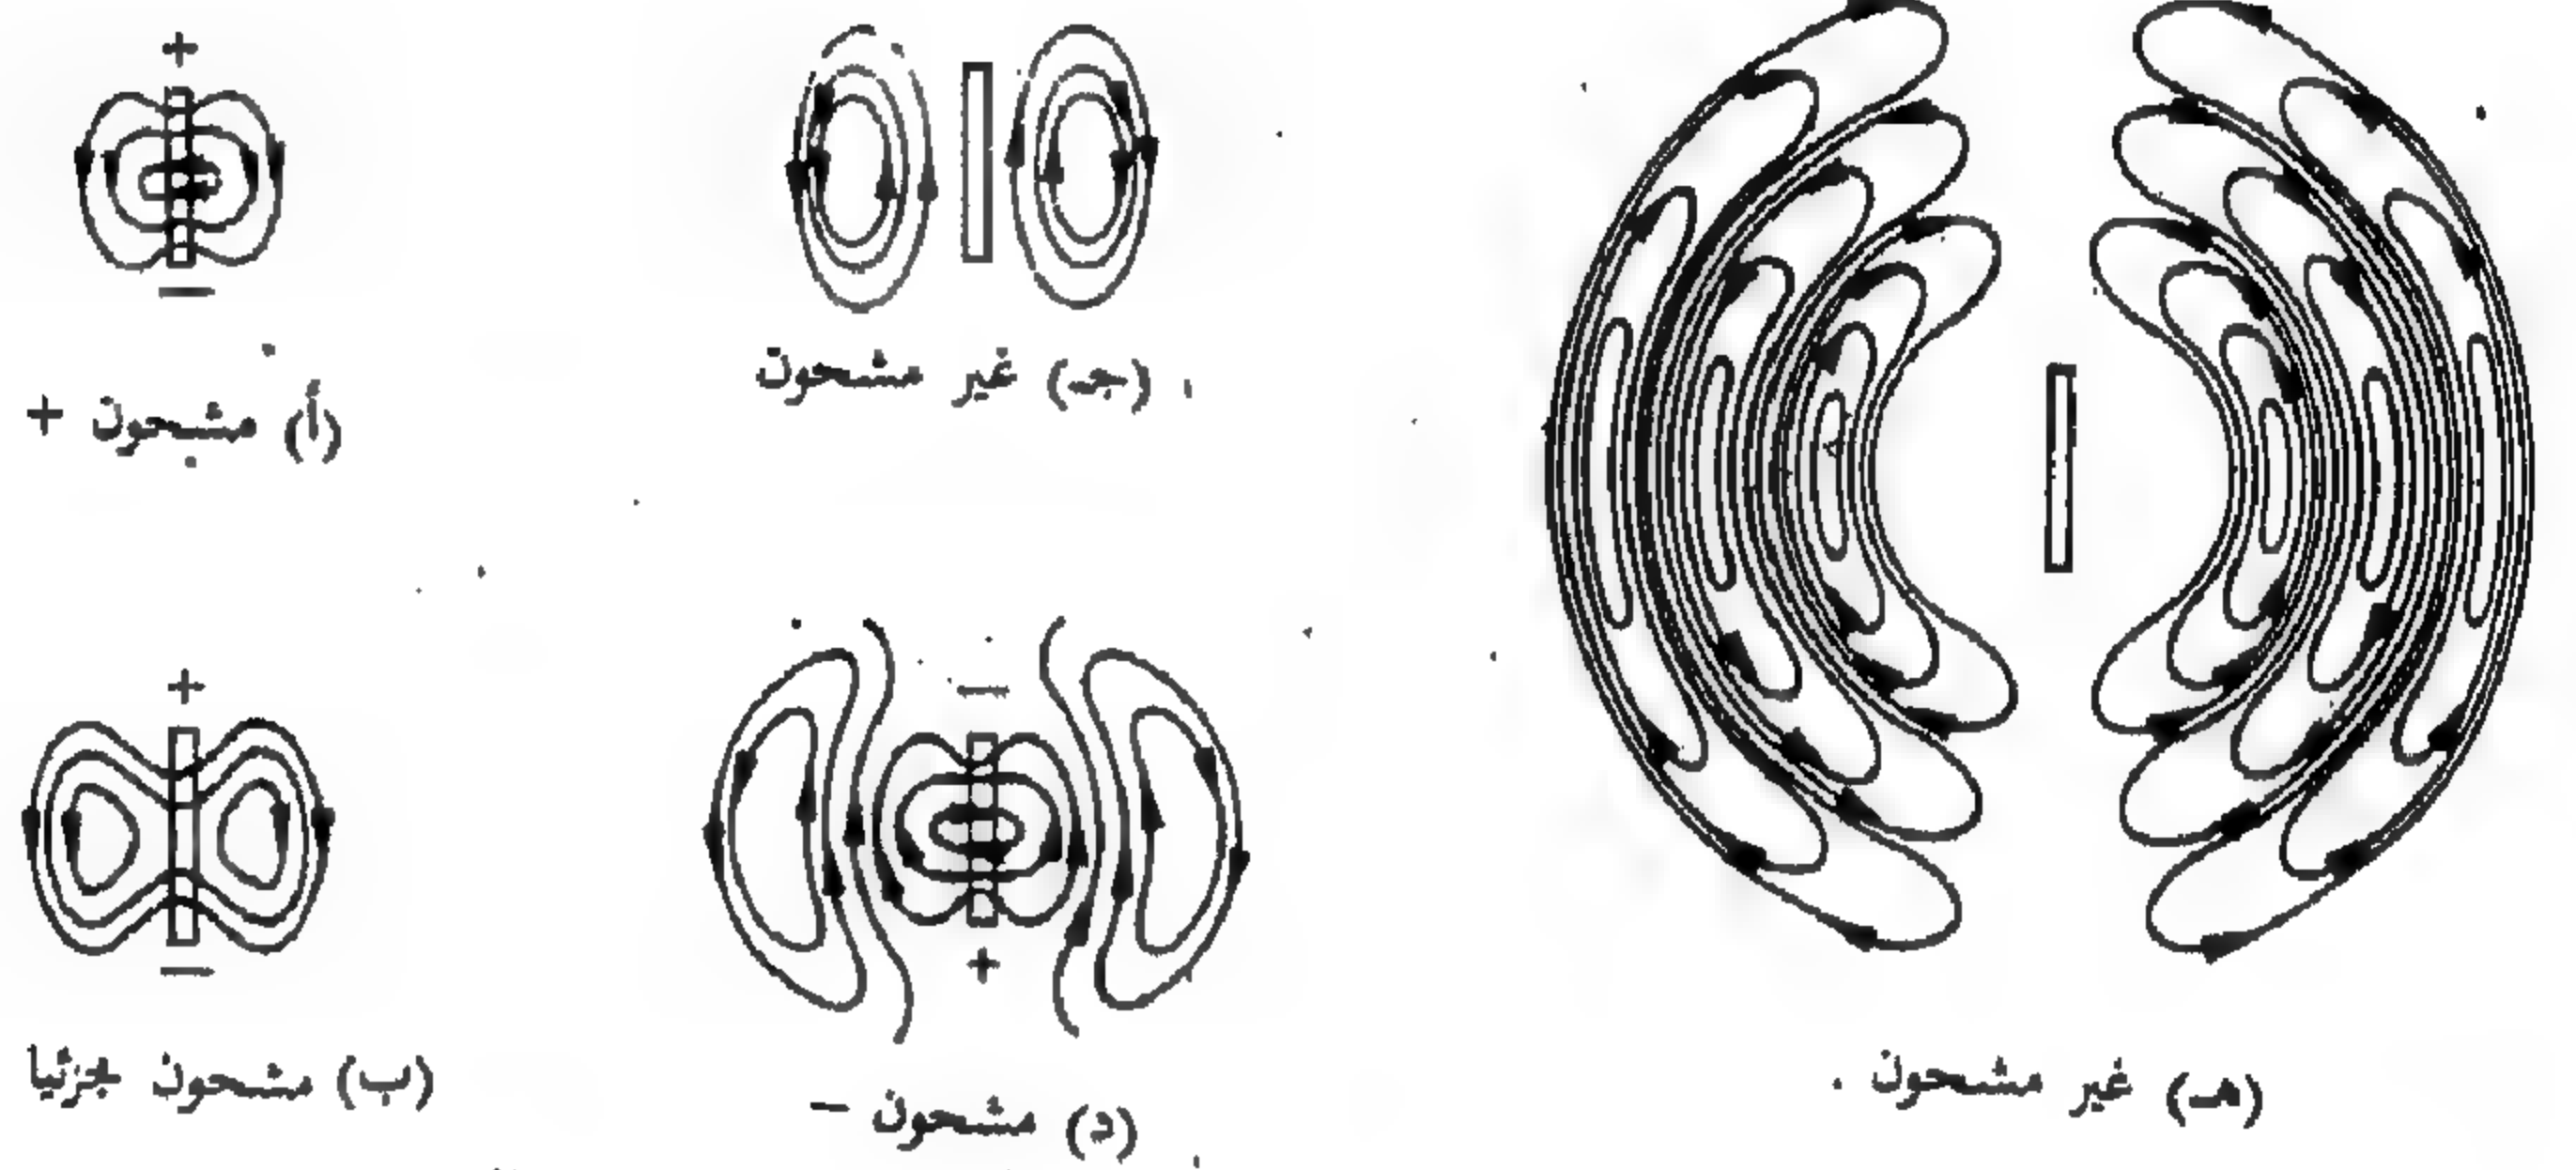 +
—
(أ) مشحون +
+
—
(ب) مشحون جزئيا
(جـ) غير مشحون
—
+
(د) مشحون —
(هـ) غير مشحون .